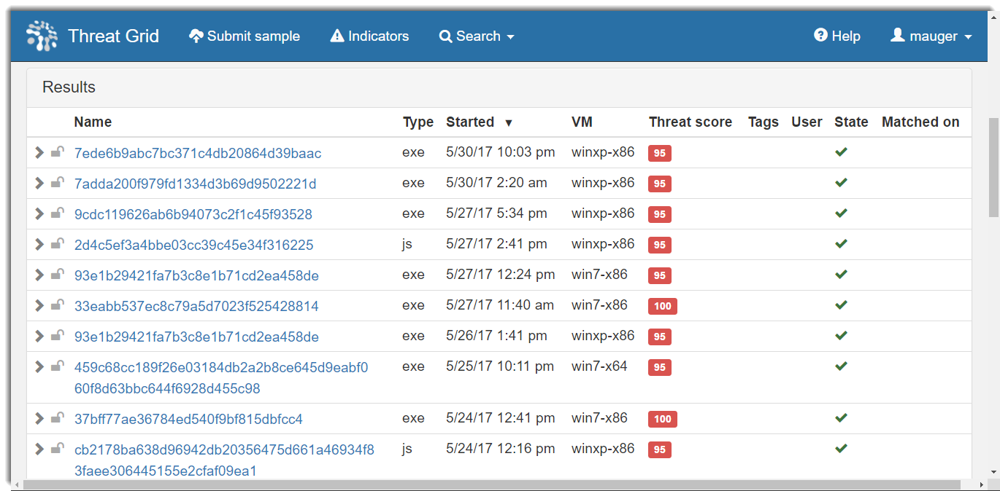 Threat Grid Submit sample Indicators Search Help mauger
Results
Name Type Started ▼ VM Threat score Tags User State Matched on
7ede6b9abc7bc371c4db20864d39baac exe 5/30/17 10:03 pm winxp-x86 95
7adda200f979fd1334d3b69d9502221d exe 5/30/17 2:20 am winxp-x86 95
9cdc119626ab6b94073c2f1c45f93528 exe 5/27/17 5:34 pm winxp-x86 95
2d4c5ef3a4bbe03cc39c45e34f316225 js 5/27/17 2:41 pm winxp-x86 95
93e1b29421fa7b3c8e1b71cd2ea458de exe 5/27/17 12:24 pm win7-x86 95
33eabb537ec8c79a5d7023f525428814 exe 5/27/17 11:40 am win7-x86 100
93e1b29421fa7b3c8e1b71cd2ea458de exe 5/26/17 1:41 pm winxp-x86 95
459c68cc189f26e03184db2a2b8ce645d9eabf0 exe 5/25/17 10:11 pm win7-x64 95
60f8d63bbc644f6928d455c98
37bff77ae36784ed540f9bf815dbfcc4 exe 5/24/17 12:41 pm win7-x86 100
cb2178ba638d96942db20356475d661a46934f8 js 5/24/17 12:16 pm winxp-x86 95
3faee306445155e2cfaf09ea1